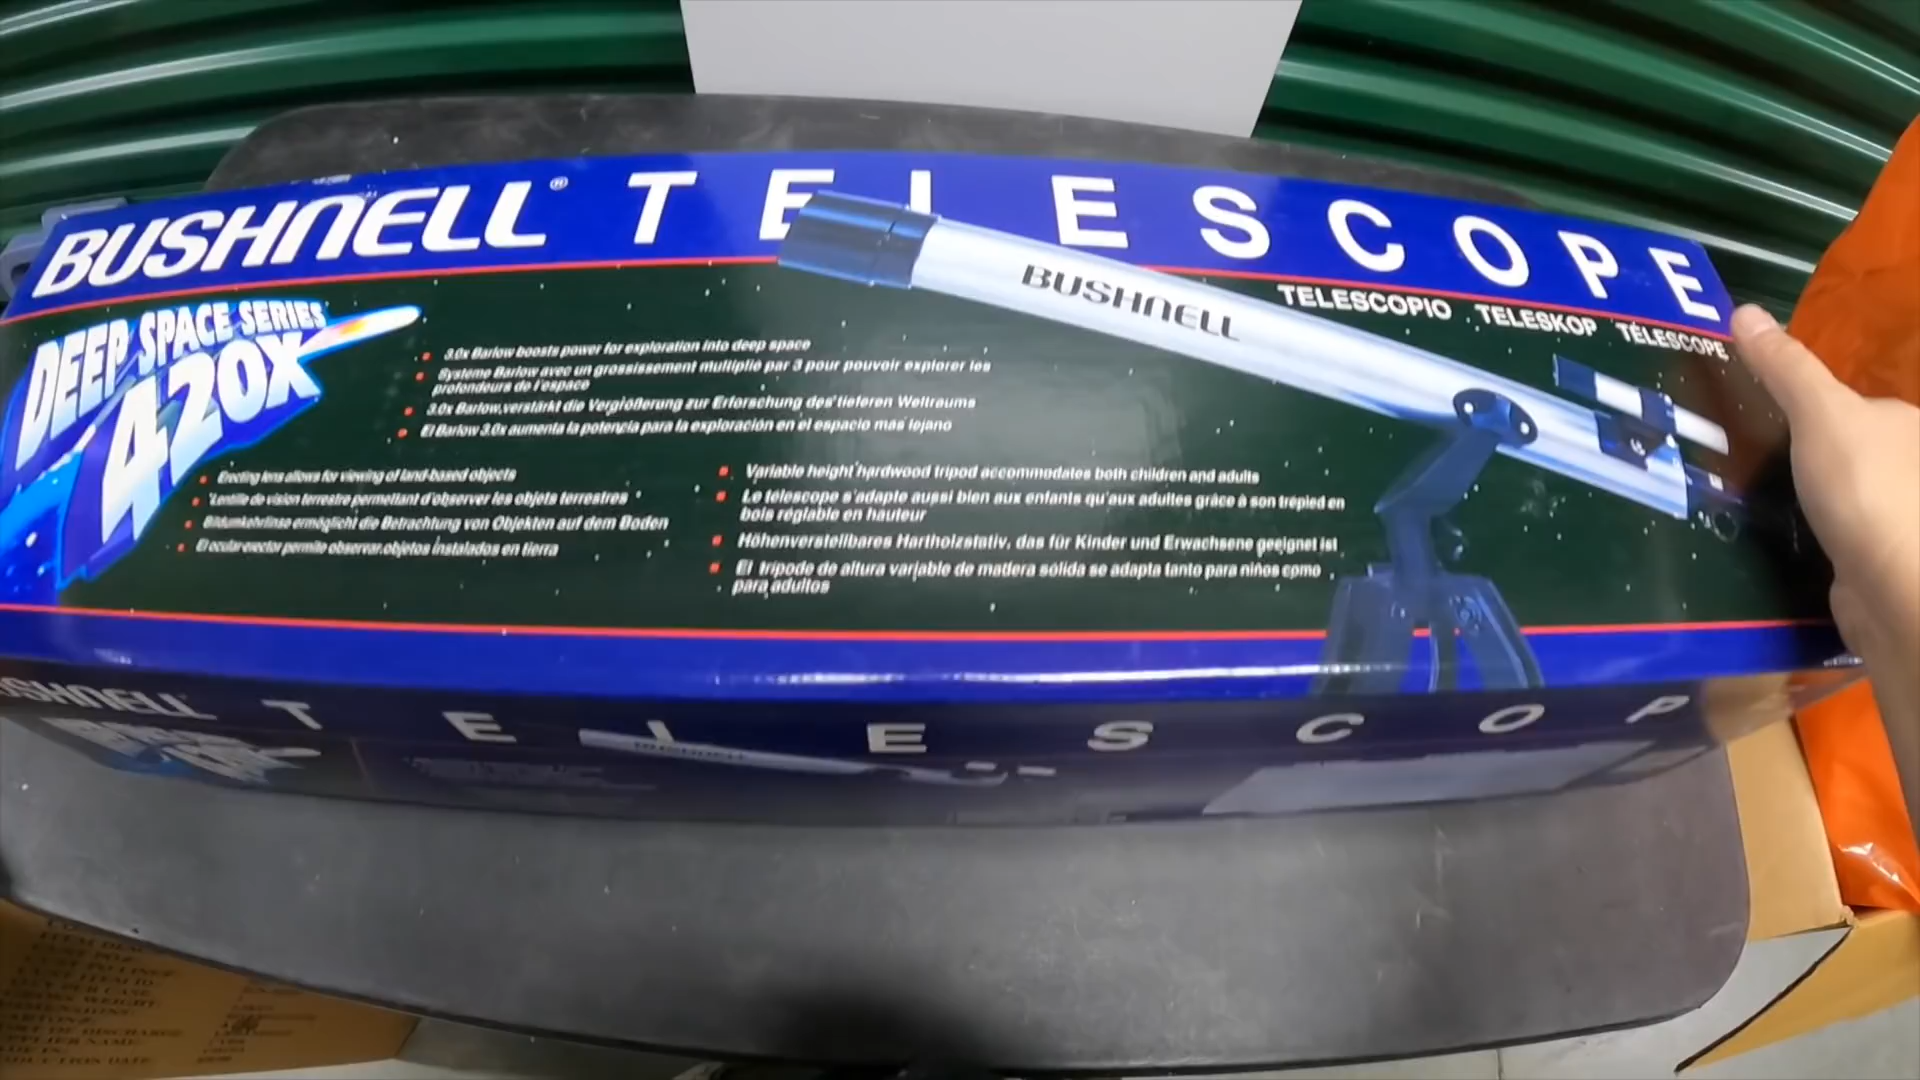 BUSHNELL® TELESCOPE
BUSHNELL
TELESCOPIO TELESKOP TÉLESCOPE
DEEP SPACE SERIES
420X
3.0x Barlow boosts power for exploration into deep space
Système Barlow avec un grossissement multiplié par 3 pour pouvoir explorer les
profondeurs de l'espace
3.0x Barlow verstärkt die Vergrößerung zur Erforschung des tieferen Weltraums
El Barlow 3.0x aumenta la potencia para la exploración en el espacio más lejano
Erecting lens allows for viewing of land-based objects
Lentille de vision terrestre permettant d'observer les objets terrestres
Bildumkehrlinse ermöglicht die Betrachtung von Objekten auf dem Boden
El ocular erector permite observar objetos instalados en tierra
Variable height hardwood tripod accommodates both children and adults
Le télescope s'adapte aussi bien aux enfants qu'aux adultes grâce à son trépied en
bois réglable en hauteur
Höhenverstellbares Hartholzstativ, das für Kinder und Erwachsene geeignet ist
El trípode de altura variable de madera sólida se adapta tanto para niños como
para adultos
USHNELL TELESCOP